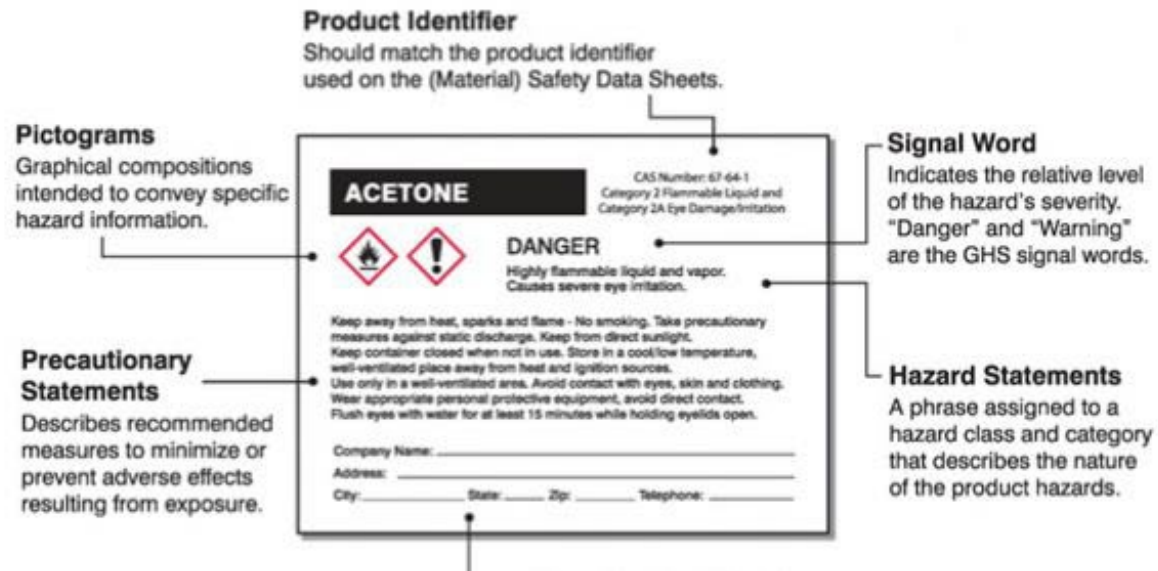 Product Identifier
Should match the product identifier
used on the (Material) Safety Data Sheets.
Pictograms
Graphical compositions
intended to convey specific
hazard information.
Signal Word
Indicates the relative level
of the hazard's severity.
“Danger” and “Warning”
are the GHS signal words.
ACETONE
CAS Number: 67-64-1
Category 2 Flammable Liquid and
Category 2A Eye Damage/Irritation
DANGER
Highly flammable liquid and vapor.
Causes severe eye irritation.
Keep away from heat, sparks and flame - No smoking. Take precautionary
measures against static discharge. Keep from direct sunlight.
Keep container closed when not in use. Store in a cool/low temperature,
well-ventilated place away from heat and ignition sources.
Use only in a well-ventilated area. Avoid contact with eyes, skin and clothing.
Wear appropriate personal protective equipment, avoid direct contact.
Flush eyes with water for at least 15 minutes while holding eyelids open.
Company Name:
Address:
City: State: Zip: Telephone:
Precautionary
Statements
Describes recommended
measures to minimize or
prevent adverse effects
resulting from exposure.
Hazard Statements
A phrase assigned to a
hazard class and category
that describes the nature
of the product hazards.